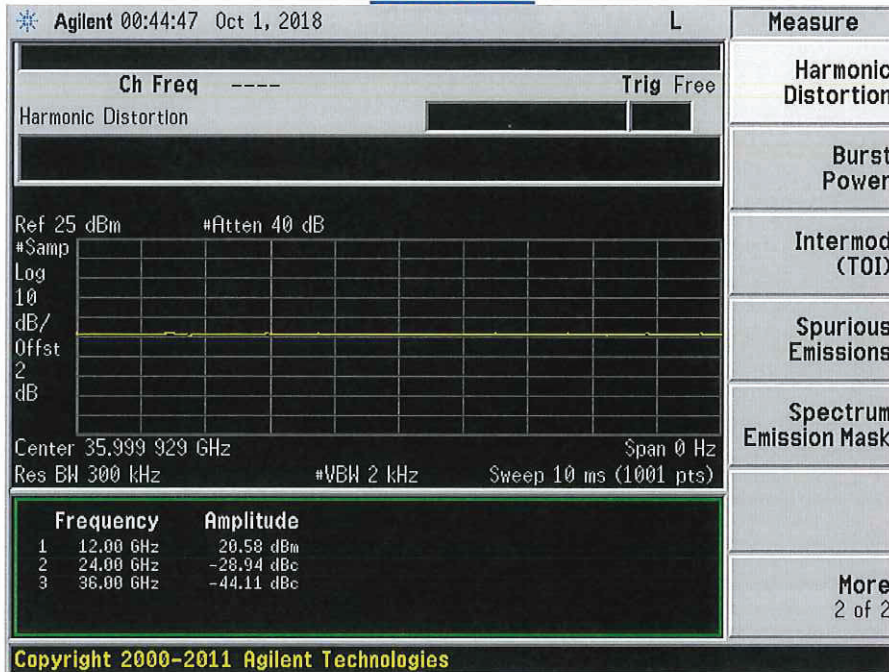 Agilent 00:44:47 Oct 1, 2018 L
Measure
Ch Freq ---- Trig Free
Harmonic Distortion
Harmonic
Distortion
Burst
Power
Ref 25 dBm #Atten 40 dB
#Samp
Log
10
dB/
Offst
2
dB
Intermod
(TOI)
Spurious
Emissions
Spectrum
Emission Mask
Center 35.999 929 GHz Span 0 Hz
Res BW 300 kHz #VBW 2 kHz Sweep 10 ms (1001 pts)
Frequency Amplitude
1 12.00 GHz 20.58 dBm
2 24.00 GHz -28.94 dBc
3 36.00 GHz -44.11 dBc
More
2 of 2
Copyright 2000-2011 Agilent Technologies